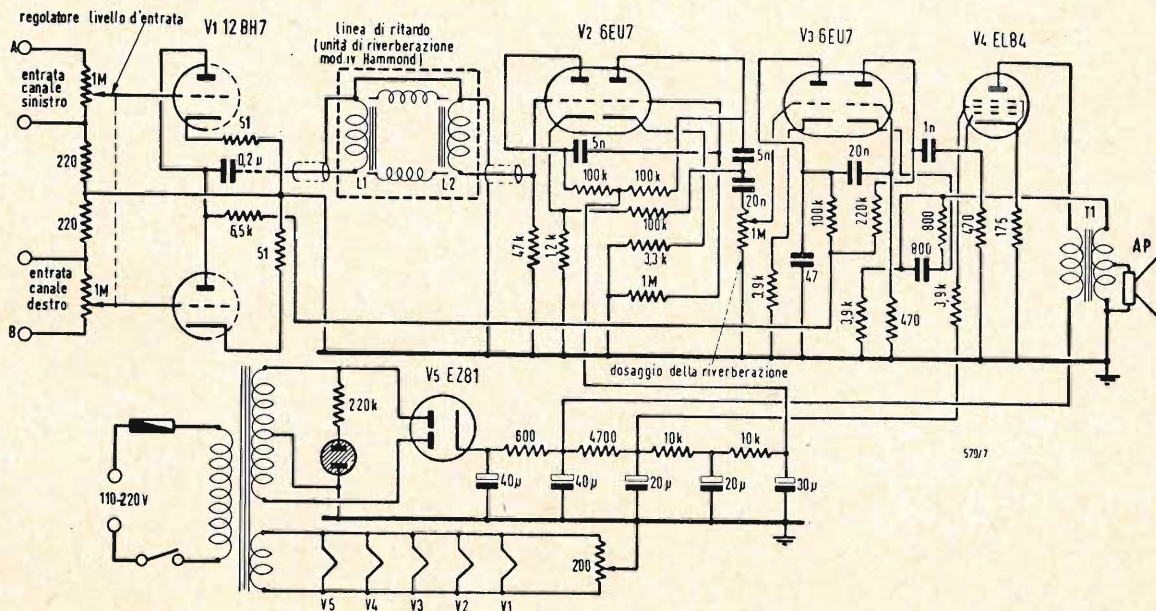 regolatore livello d'entrata
V1 12BH7
linea di ritardo
(unità di riverberazione
mod. iv Hammond)
V2 6EU7
V3 6EU7
V4 EL84
A
1M
entrata
canale
sinistro
220
220
entrata
canale
destro
1M
B
51
0,2µ
6,5k
51
L1
L2
47k
1,2k
5n
100k
100k
100k
3,3k
1M
5n
20n
1M
3,9k
47
100k
20n
220k
1n
800
800
3,9k
470
3,9k
470
175
T1
AP
dosaggio della riverberazione
V5 EZ81
220k
600
4700
10k
10k
579/7
40µ
40µ
20µ
20µ
30µ
110-220V
200
V5
V4
V3
V2
V1